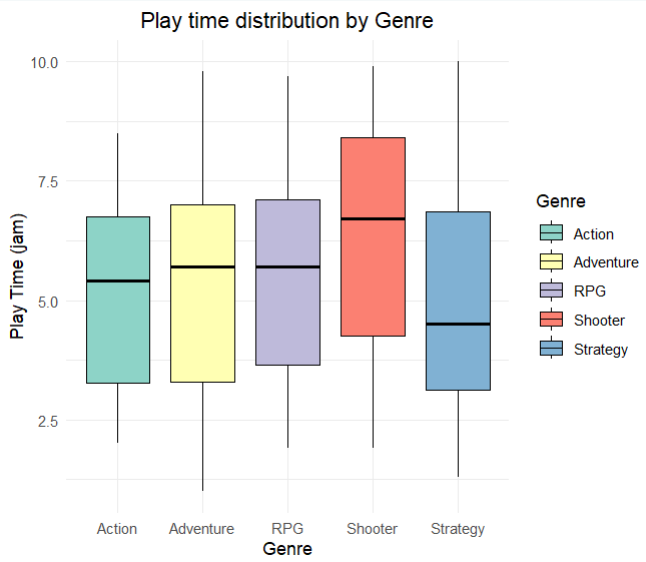 Play time distribution by Genre
10.0
7.5
5.0
2.5
Play Time (jam)
Action Adventure RPG Shooter Strategy
Genre
Genre
Action
Adventure
RPG
Shooter
Strategy